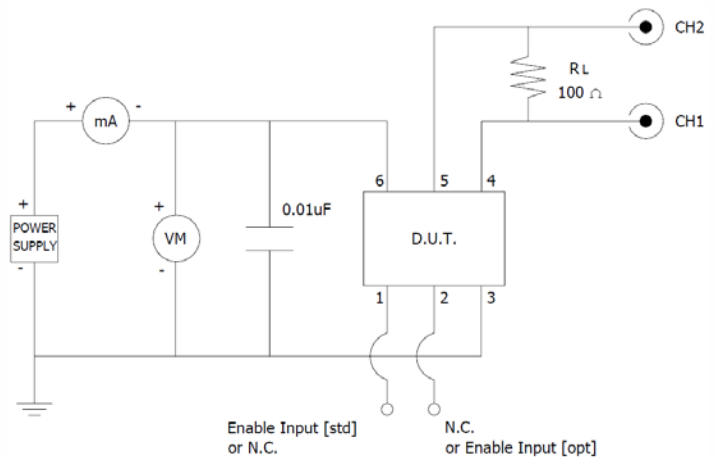 CH2
RL
100 Ω
CH1
+ mA -
6 5 4
+
POWER
SUPPLY
-
+
VM
-
0.01uF
D.U.T.
1 2 3
Enable Input [std]
or N.C.
N.C.
or Enable Input [opt]